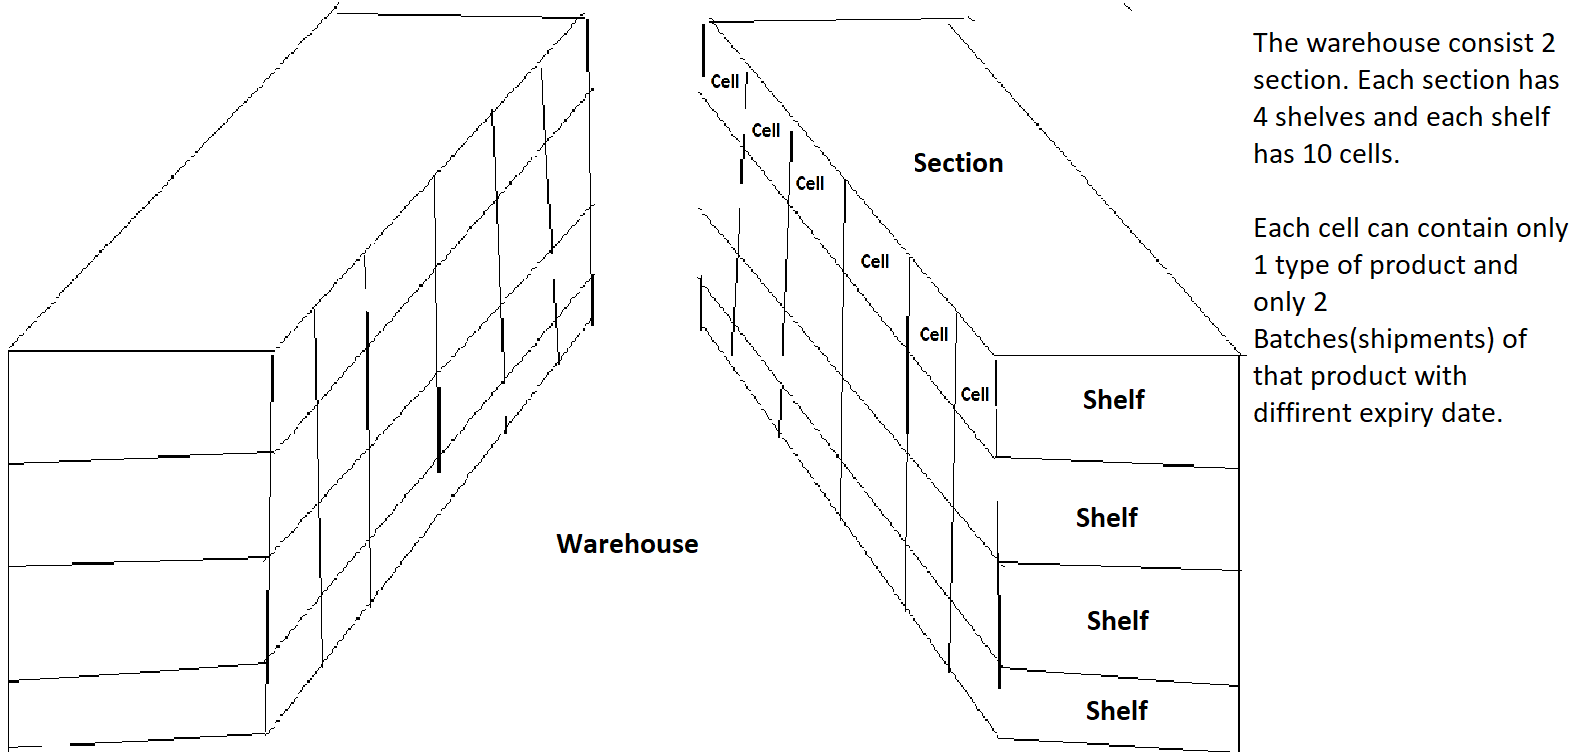 The warehouse consist 2
section. Each section has
4 shelves and each shelf
has 10 cells.
Each cell can contain only
1 type of product and
only 2
Batches(shipments) of
that product with
diffirent expiry date.
Cell
Cell
Section
Cell
Cell
Cell
Cell
Shelf
Shelf
Warehouse
Shelf
Shelf